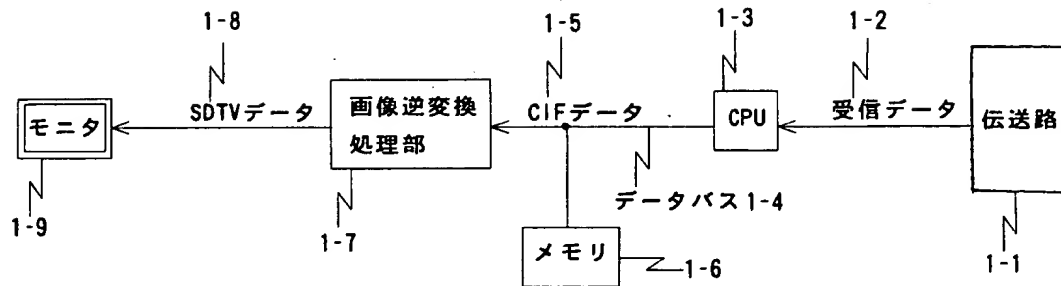 1-8
1-5
1-3
1-2
モニタ
SDTVデータ
画像逆変換
処理部
CIFデータ
CPU
受信データ
伝送路
データバス1-4
1-9
1-7
メモリ
1-6
1-1